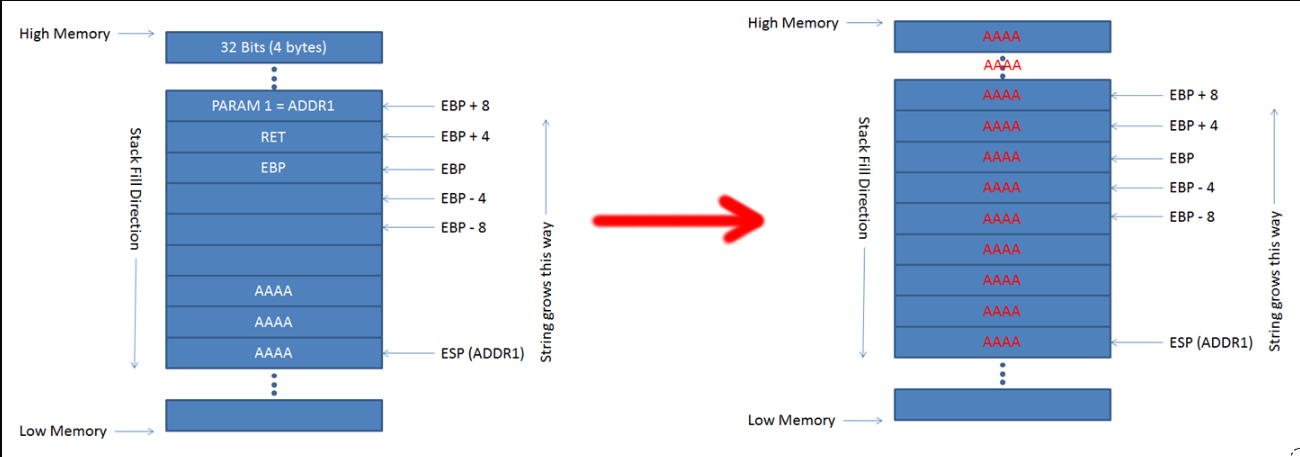 High Memory
32 Bits (4 bytes)
PARAM 1 = ADDR1
EBP + 8
RET
EBP + 4
EBP
EBP
EBP - 4
EBP - 8
AAAA
AAAA
AAAA
ESP (ADDR1)
Low Memory
Stack Fill Direction
String grows this way
High Memory
AAAA
AAAA
AAAA
EBP + 8
AAAA
EBP + 4
AAAA
EBP
AAAA
EBP - 4
AAAA
EBP - 8
AAAA
AAAA
AAAA
AAAA
ESP (ADDR1)
Low Memory
Stack Fill Direction
String grows this way